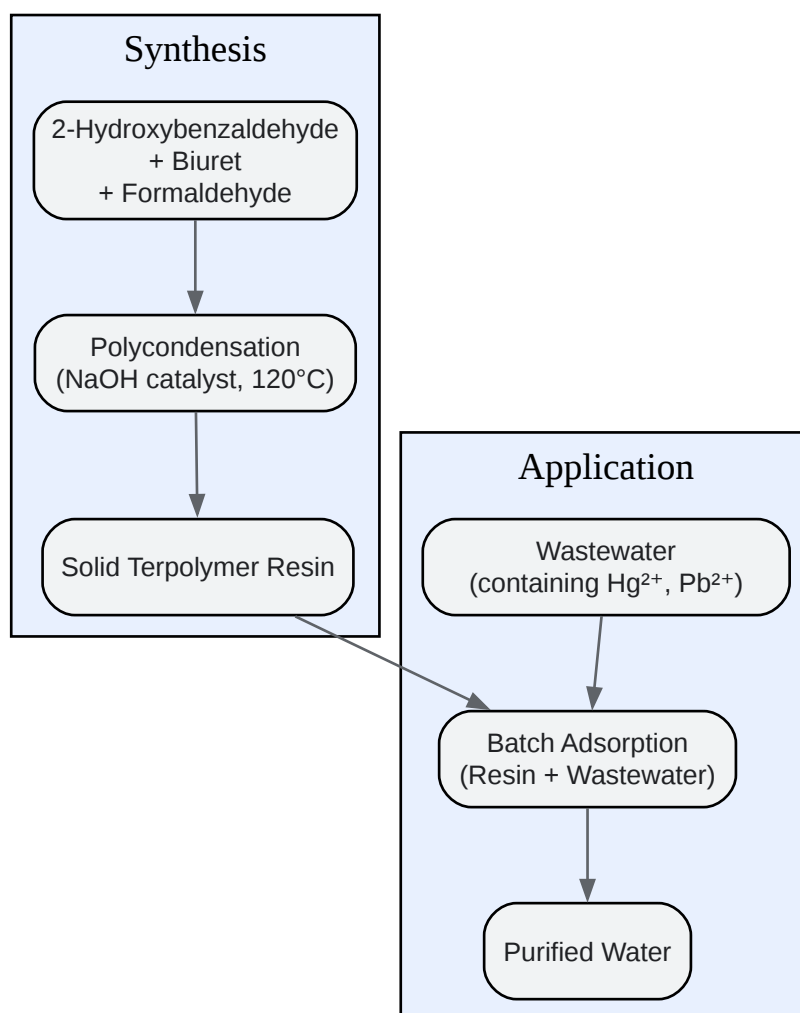 Synthesis
2-Hydroxybenzaldehyde
+ Biuret
+ Formaldehyde
Polycondensation
(NaOH catalyst, 120°C)
Solid Terpolymer Resin
Application
Wastewater
(containing Hg²⁺, Pb²⁺)
Batch Adsorption
(Resin + Wastewater)
Purified Water